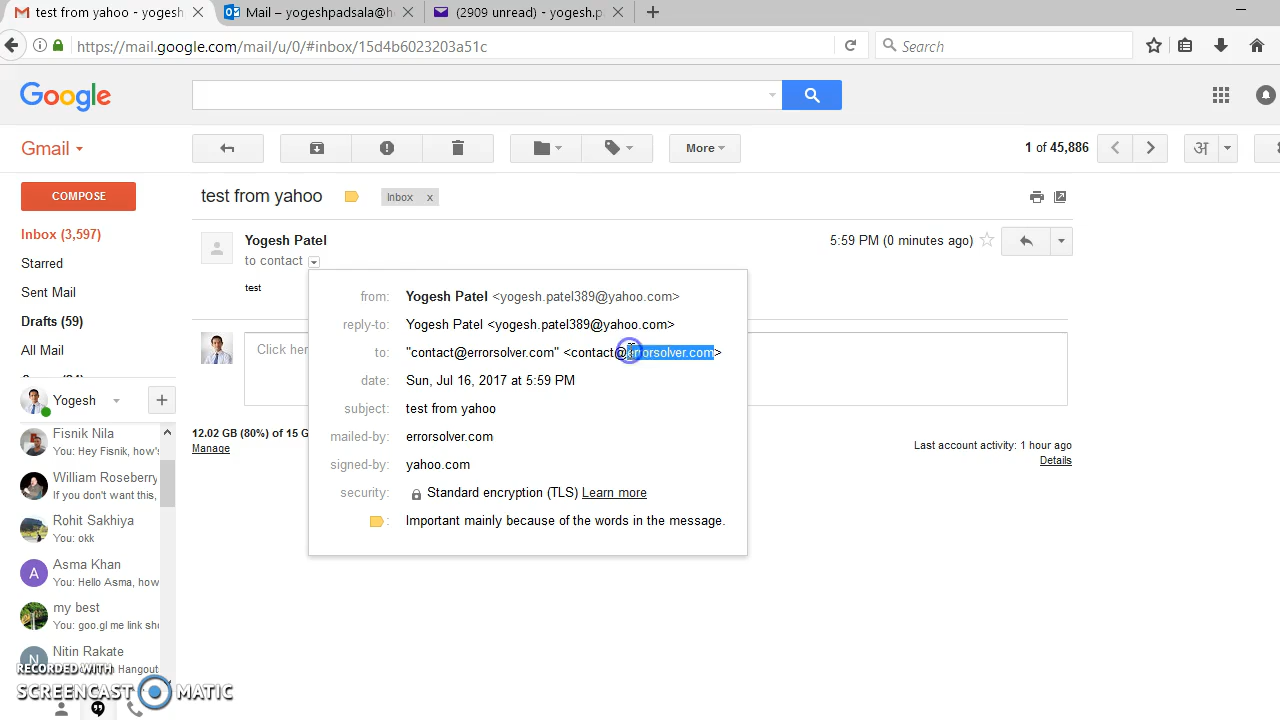 test from yahoo - yogesh
Mail – yogeshpadsala@h
(2909 unread) - yogesh.p
https://mail.google.com/mail/u/0/#inbox/15d4b6023203a51c
Search
Google
Gmail
More
1 of 45,886
अ
COMPOSE
test from yahoo
Inbox x
Inbox (3,597)
Starred
Sent Mail
Drafts (59)
All Mail
Yogesh Patel
5:59 PM (0 minutes ago)
to contact
test
from: Yogesh Patel <yogesh.patel389@yahoo.com>
reply-to: Yogesh Patel <yogesh.patel389@yahoo.com>
to: "contact@errorsolver.com" <contact@errorsolver.com>
date: Sun, Jul 16, 2017 at 5:59 PM
subject: test from yahoo
mailed-by: errorsolver.com
signed-by: yahoo.com
security: Standard encryption (TLS) Learn more
: Important mainly because of the words in the message.
Click her
12.02 GB (80%) of 15 G
Manage
Last account activity: 1 hour ago
Details
Yogesh
Fisnik Nila
You: Hey Fisnik, how's
William Roseberry
If you don't want this,
Rohit Sakhiya
You: okk
A
Asma Khan
You: Hello Asma, how
my best
You: goo.gl me link sho
N
Nitin Rakate
Hangout
RECORDED WITH
SCREENCAST MATIC